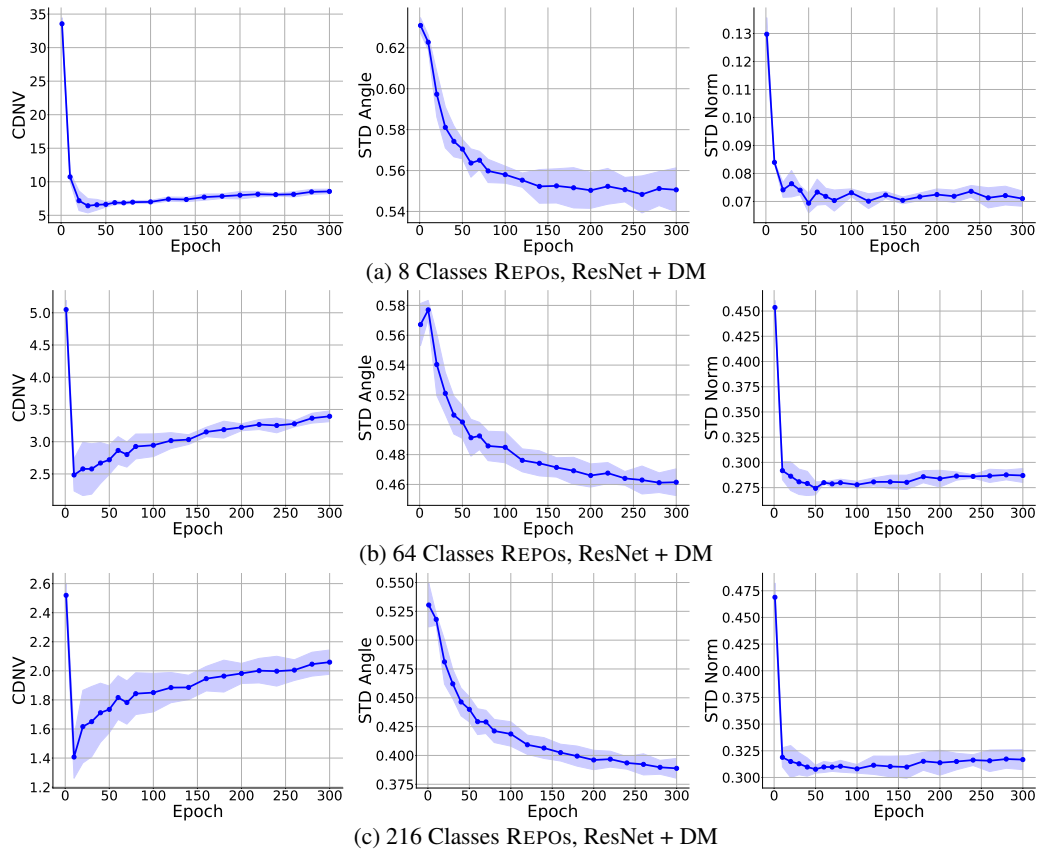 35
30
25
20
15
10
5
CDNV
0 50 100 150 200 250 300
Epoch
0.62
0.60
0.58
0.56
0.54
STD Angle
0 50 100 150 200 250 300
Epoch
0.13
0.12
0.11
0.10
0.09
0.08
0.07
STD Norm
0 50 100 150 200 250 300
Epoch
(a) 8 Classes REPOs, ResNet + DM
5.0
4.5
4.0
3.5
3.0
2.5
CDNV
0 50 100 150 200 250 300
Epoch
0.58
0.56
0.54
0.52
0.50
0.48
0.46
STD Angle
0 50 100 150 200 250 300
Epoch
0.450
0.425
0.400
0.375
0.350
0.325
0.300
0.275
STD Norm
0 50 100 150 200 250 300
Epoch
(b) 64 Classes REPOs, ResNet + DM
2.6
2.4
2.2
2.0
1.8
1.6
1.4
1.2
CDNV
0 50 100 150 200 250 300
Epoch
0.550
0.525
0.500
0.475
0.450
0.425
0.400
0.375
STD Angle
0 50 100 150 200 250 300
Epoch
0.475
0.450
0.425
0.400
0.375
0.350
0.325
0.300
STD Norm
0 50 100 150 200 250 300
Epoch
(c) 216 Classes REPOs, ResNet + DM